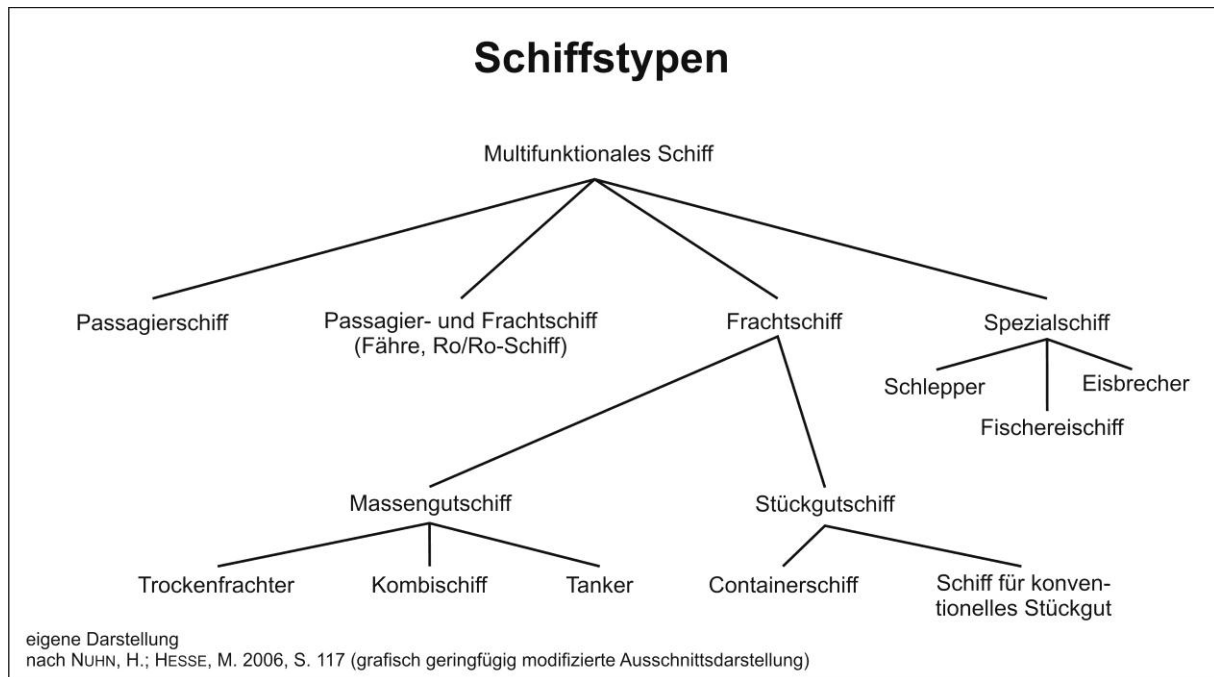 Schiffstypen
Multifunktionales Schiff
Passagierschiff
Passagier- und Frachtschiff
(Fähre, Ro/Ro-Schiff)
Frachtschiff
Spezialschiff
Schlepper
Eisbrecher
Fischereischiff
Massengutschiff
Stückgutschiff
Trockenfrachter
Kombischiff
Tanker
Containerschiff
Schiff für konven-
tionelles Stückgut
eigene Darstellung
nach NUHN, H.; HESSE, M. 2006, S. 117 (grafisch geringfügig modifizierte Ausschnittsdarstellung)